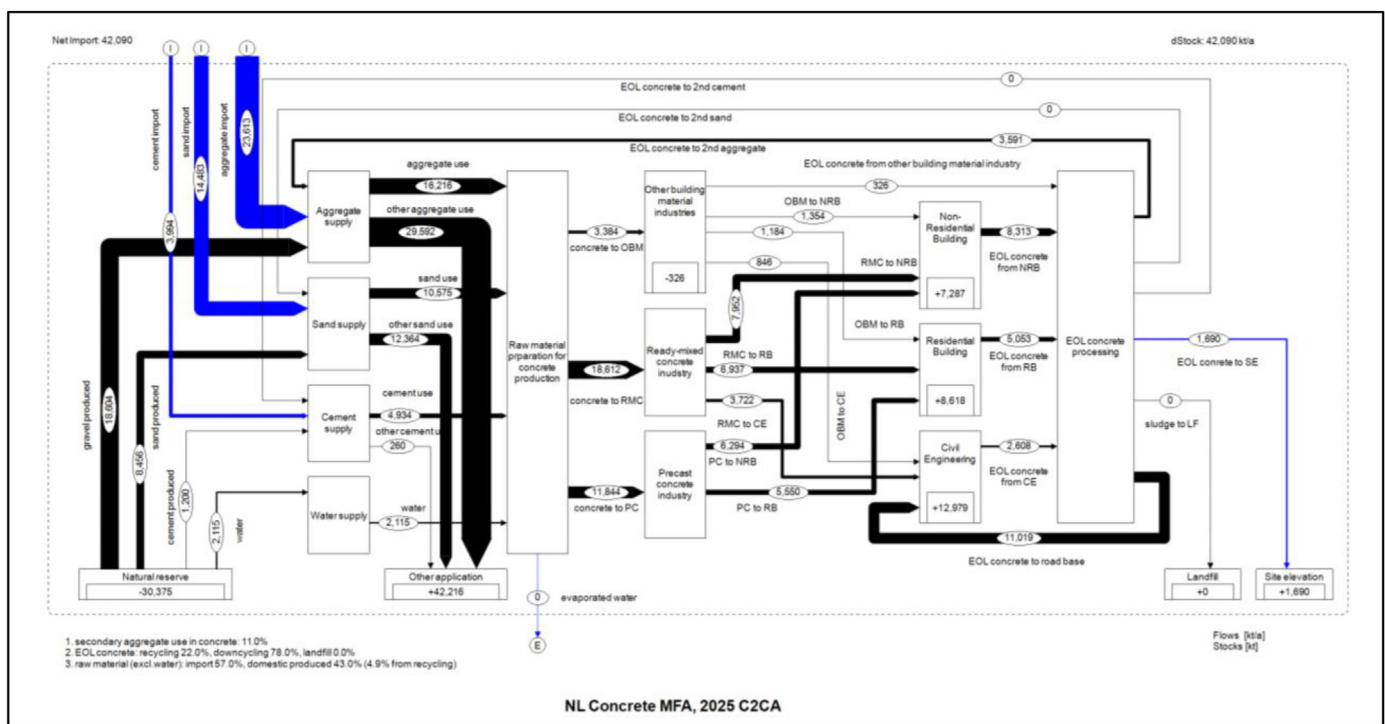 Net Import: 42,090
dStock: 42,090 kt/a
I
I
I
0
EOL concrete to 2nd cement
0
EOL concrete to 2nd sand
3,591
EOL concrete to 2nd aggregate
cement import
sand import
aggregate import
23,613
14,483
3,994
aggregate use
16,216
other aggregate use
29,592
Aggregate
supply
sand use
10,575
other sand use
12,364
Sand supply
cement use
4,934
other cement u
260
Cement
supply
water
2,115
Water supply
gravel produced
18,604
sand produced
8,456
cement produced
1,200
2,115
water
Natural reserve
-30,375
Other application
+42,216
Raw material
prparation for
concrete
production
0
evaporated water
E
3,384
concrete to OBM
18,612
concrete to RMC
11,844
concrete to PC
Other building
material
industries
-326
Ready-mixed
concrete
inudstry
Precast
concrete
industry
EOL concrete from other building material industry
326
OBM to NRB
1,354
1,184
846
RMC to NRB
7,952
OBM to RB
RMC to RB
6,937
3,722
RMC to CE
OBM to CE
6,294
PC to NRB
5,550
PC to RB
Non-
Residential
Building
+7,287
Residential
Building
+8,618
Civil
Engineering
+12,979
8,313
EOL concrete
from NRB
5,053
EOL concrete
from RB
2,608
EOL concrete
from CE
11,019
EOL concrete to road base
EOL concrete
processing
1,690
EOL conrete to SE
0
sludge to LF
Landfill
+0
Site elevation
+1,690
1. secondary aggregate use in concrete: 11.0%
2. EOL concrete: recycling 22.0%, downcycling 78.0%, landfill 0.0%
3. raw material (excl.water): import 57.0%, domestic produced 43.0% (4.9% from recycling)
Flows [kt/a]
Stocks [kt]
NL Concrete MFA, 2025 C2CA